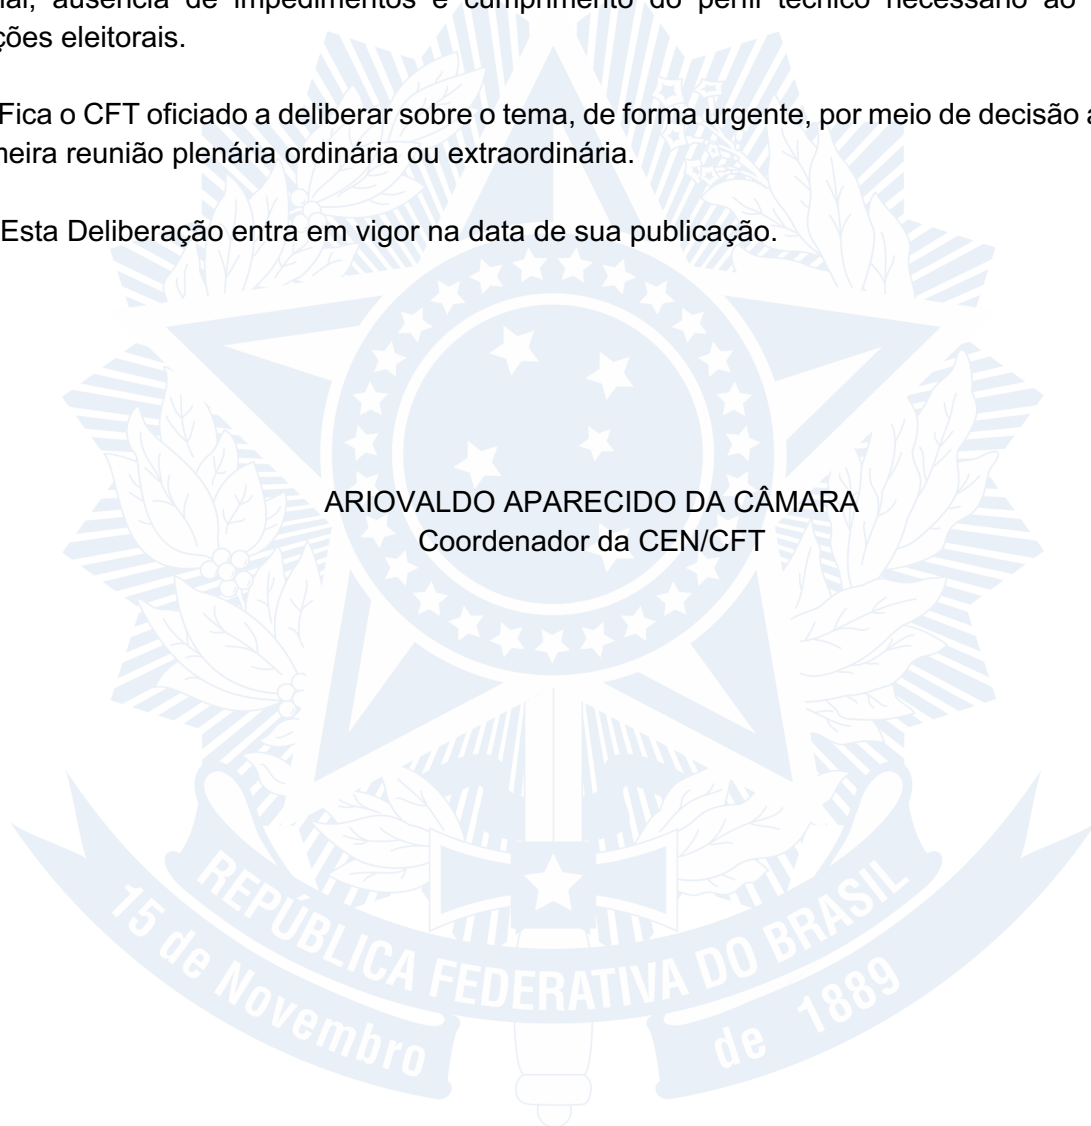 ausência de impedimentos e cumprimento do perfil técnico necessário ao
ções eleitorais.
Fica o CFT oficiado a deliberar sobre o tema, de forma urgente, por meio de decisão a
reunião plenária ordinária ou extraordinária.
Esta Deliberação entra em vigor na data de sua publicação.
ARIOVALDO APARECIDO DA CÂMARA
Coordenador da CEN/CFT
REPÚBLICA FEDERATIVA DO BRASIL
15 de Novembro de 1889